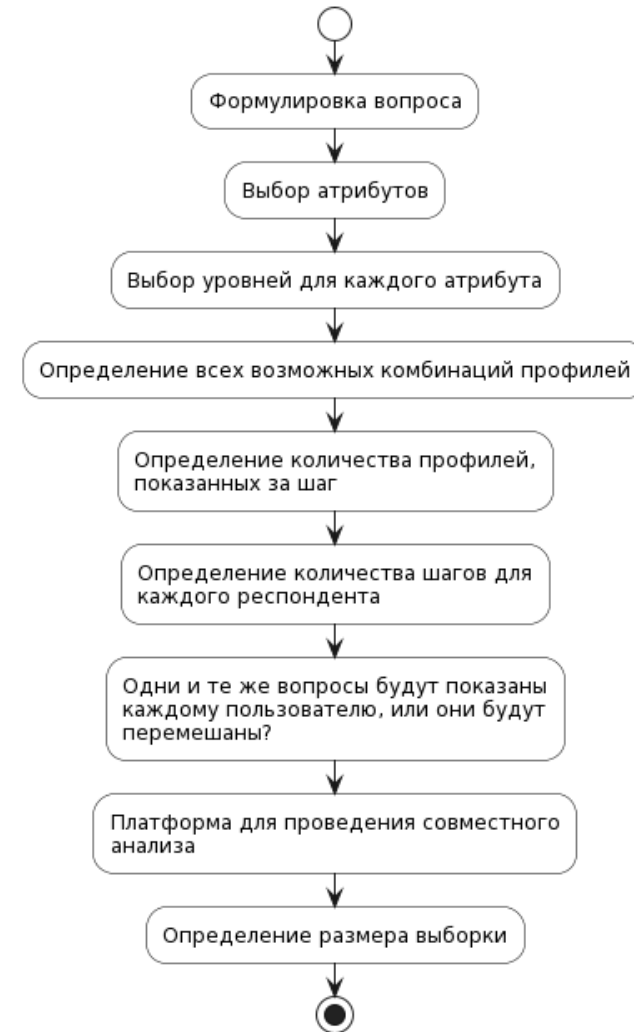 Формулировка вопроса
Выбор атрибутов
Выбор уровней для каждого атрибута
Определение всех возможных комбинаций профилей
Определение количества профилей,
показанных за шаг
Определение количества шагов для
каждого респондента
Одни и те же вопросы будут показаны
каждому пользователю, или они будут
перемешаны?
Платформа для проведения совместного
анализа
Определение размера выборки